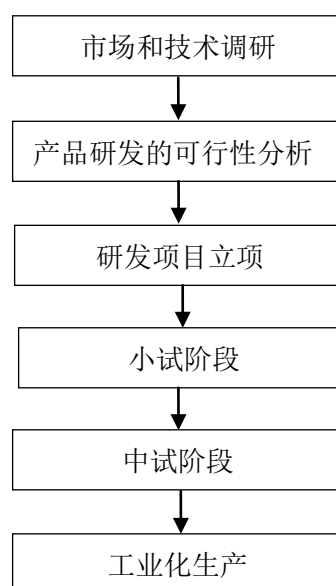 市场和技术调研
产品研发的可行性分析
研发项目立项
小试阶段
中试阶段
工业化生产